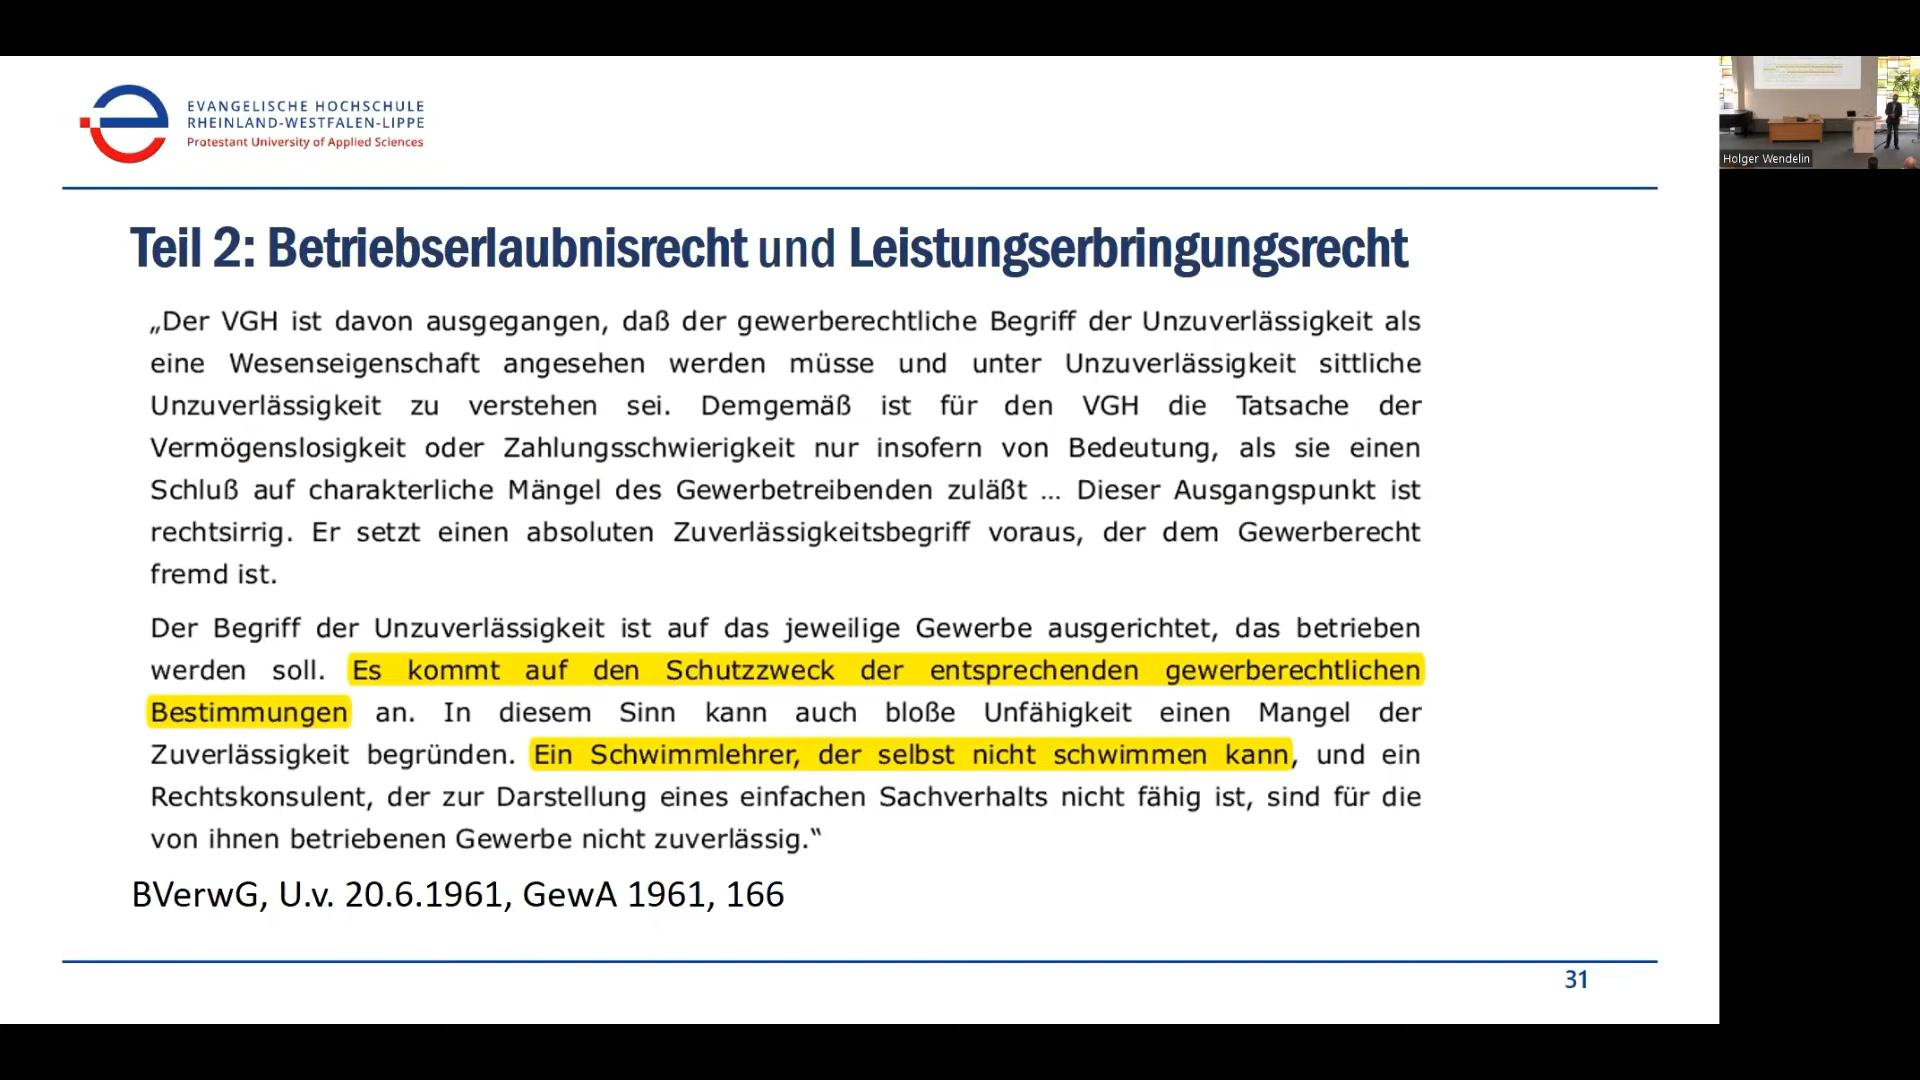 EVANGELISCHE HOCHSCHULE
RHEINLAND-WESTFALEN-LIPPE
Protestant University of Applied Sciences
Holger Wendelin
Teil 2: Betriebserlaubnisrecht und Leistungserbringungsrecht
„Der VGH ist davon ausgegangen, daß der gewerberechtliche Begriff der Unzuverlässigkeit als
eine Wesenseigenschaft angesehen werden müsse und unter Unzuverlässigkeit sittliche
Unzuverlässigkeit zu verstehen sei. Demgemäß ist für den VGH die Tatsache der
Vermögenslosigkeit oder Zahlungsschwierigkeit nur insofern von Bedeutung, als sie einen
Schluß auf charakterliche Mängel des Gewerbetreibenden zuläßt ... Dieser Ausgangspunkt ist
rechtsirrig. Er setzt einen absoluten Zuverlässigkeitsbegriff voraus, der dem Gewerberecht
fremd ist.
Der Begriff der Unzuverlässigkeit ist auf das jeweilige Gewerbe ausgerichtet, das betrieben
werden soll. Es kommt auf den Schutzzweck der entsprechenden gewerberechtlichen
Bestimmungen an. In diesem Sinn kann auch bloße Unfähigkeit einen Mangel der
Zuverlässigkeit begründen. Ein Schwimmlehrer, der selbst nicht schwimmen kann, und ein
Rechtskonsulent, der zur Darstellung eines einfachen Sachverhalts nicht fähig ist, sind für die
von ihnen betriebenen Gewerbe nicht zuverlässig.“
BVerwG, U.v. 20.6.1961, GewA 1961, 166
31